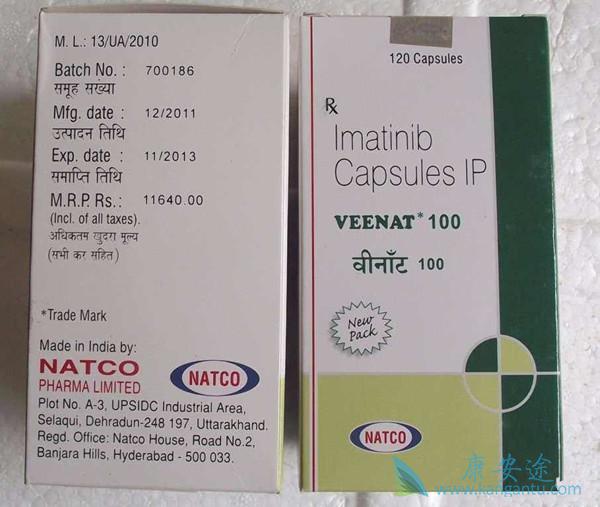 M. L.: 13/UA/2010
Batch No. : 700186
समूह संख्या
Mfg. date : 12/2011
उत्पादन तिथि
Exp. date : 11/2013
समाप्ति तिथि
M.R.P. Rs.: 11640.00
(Incl. of all taxes).
अधिकतम खुदरा मूल्य
(सभी कर सहित)
*Trade Mark
Made in India by:
NATCO
PHARMA LIMITED
NATCO
Plot No. A-3, UPSIDC Industrial Area,
Selaqui, Dehradun-248 197, Uttarakhand.
Regd. Office: Natco House, Road No.2,
Banjara Hills, Hyderabad - 500 033.
120 Capsules
Rx
Imatinib
Capsules IP
VEENAT* 100
वीनाँट 100
New
Pack
NATCO
康安途
www.kangantu.com